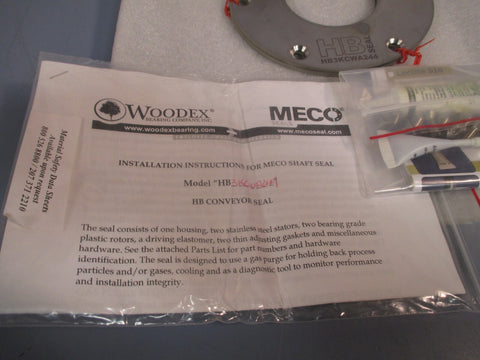 HB
SEAL
HB3KCWA244
WOODEX®
BEARING COMPANY, INC.
www.woodexbearing.com
MECO®
SEALS
www.mecoseal.com
Material Safety Data Sheets
Available upon request
800 526 8800 / 207 371 2210
INSTALLATION INSTRUCTIONS FOR MECO SHAFT SEAL
Model "HB
HB CONVEYOR SEAL
The seal consists of one housing, two stainless steel stators, two bearing grade
plastic rotors, a driving elastomer, two thin adjusting gaskets and miscellaneous
hardware. See the attached Parts List for part numbers and hardware
identification. The seal is designed to use a gas purge for holding back process
particles and/or gases, cooling and as a diagnostic tool to monitor performance
and installation integrity.